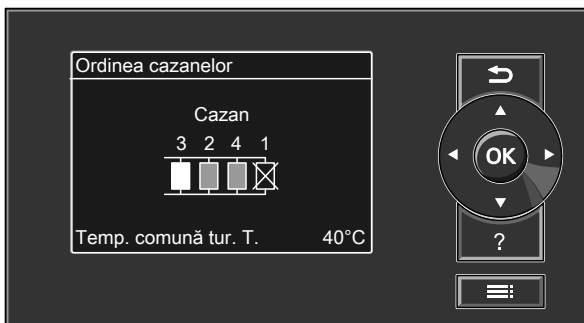 Ordinea cazanelor
Cazan
3 2 4 1
Temp. comună tur. T. 40°C
OK
?